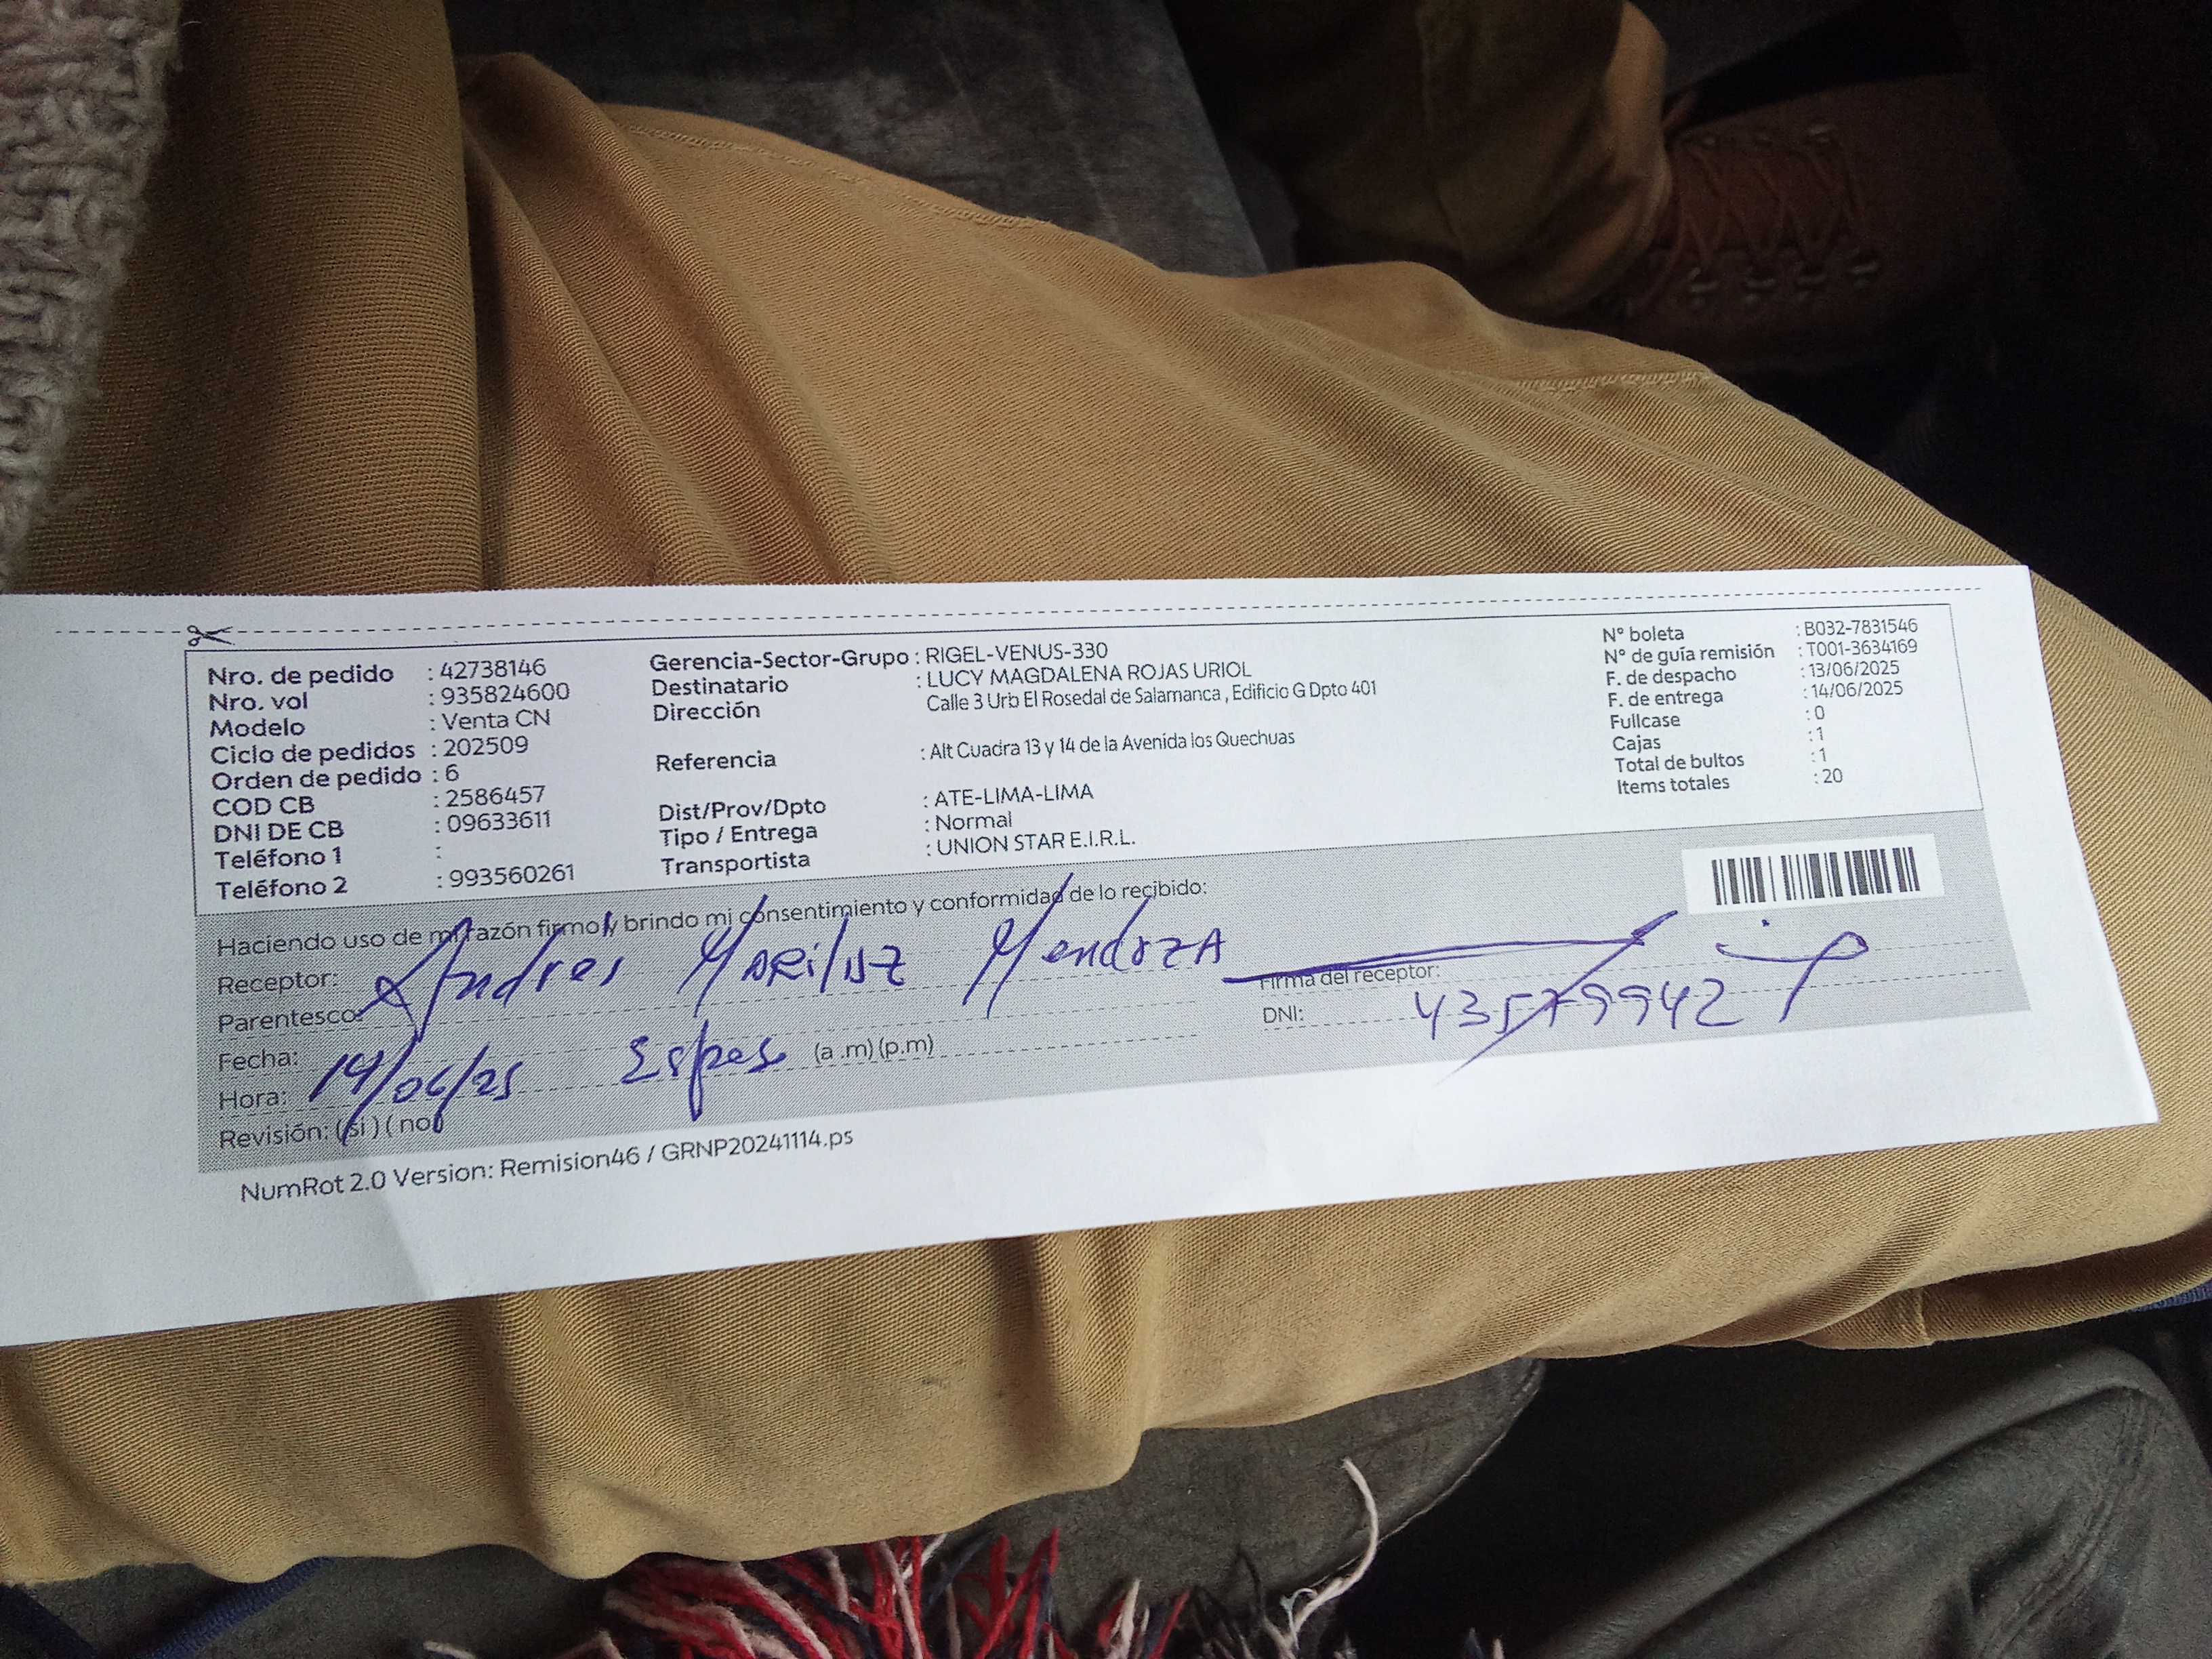 Nro. de pedido : 42738146
Nro. vol : 935824600
Modelo : Venta CN
Ciclo de pedidos : 202509
Orden de pedido : 6
COD CB : 2586457
DNI DE CB : 09633611
Teléfono 1 :
Teléfono 2 : 993560261
Gerencia-Sector-Grupo : RIGEL-VENUS-330
Destinatario : LUCY MAGDALENA ROJAS URIOL
Dirección Calle 3 Urb El Rosedal de Salamanca , Edificio G Dpto 401
Referencia : Alt Cuadra 13 y 14 de la Avenida los Quechuas
Dist/Prov/Dpto : ATE-LIMA-LIMA
Tipo / Entrega : Normal
Transportista : UNION STAR E.I.R.L.
N° boleta : B032-7831546
N° de guía remisión : T001-3634169
F. de despacho : 13/06/2025
F. de entrega : 14/06/2025
Fullcase : 0
Cajas : 1
Total de bultos : 1
Items totales : 20
Haciendo uso de mi razón firmo y brindo mi consentimiento y conformidad de lo recibido:
Receptor: Andres Mendoza
Parentesco:
Firma del receptor:
DNI: 43579942
Fecha: 14/06/25
Hora: (a .m) (p.m)
Revisión: (si ) ( no)
NumRot 2.0 Version: Remision46 / GRNP20241114.ps